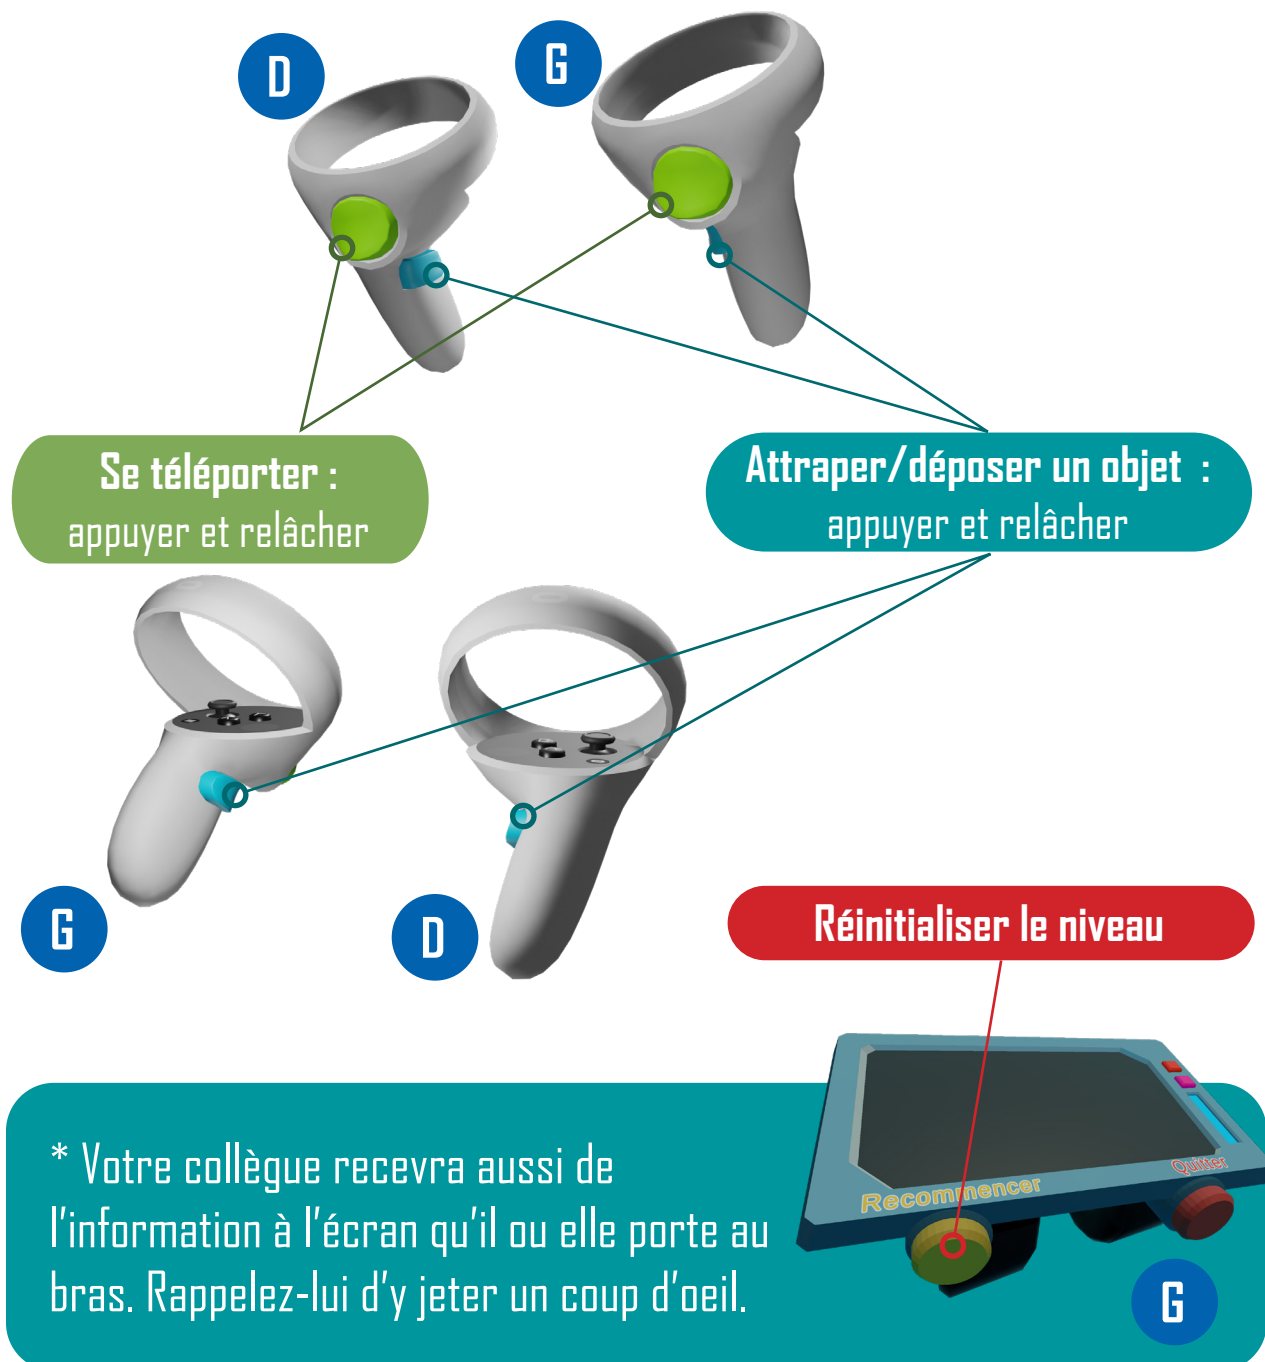 D
G
Se téléporter :
appuyer et relâcher
Attraper/déposer un objet :
appuyer et relâcher
G
D
Réinitialiser le niveau
* Votre collègue recevra aussi de
l'information à l'écran qu'il ou elle porte au
bras. Rappelez-lui d'y jeter un coup d'oeil.
Recommencer
Quitter
G